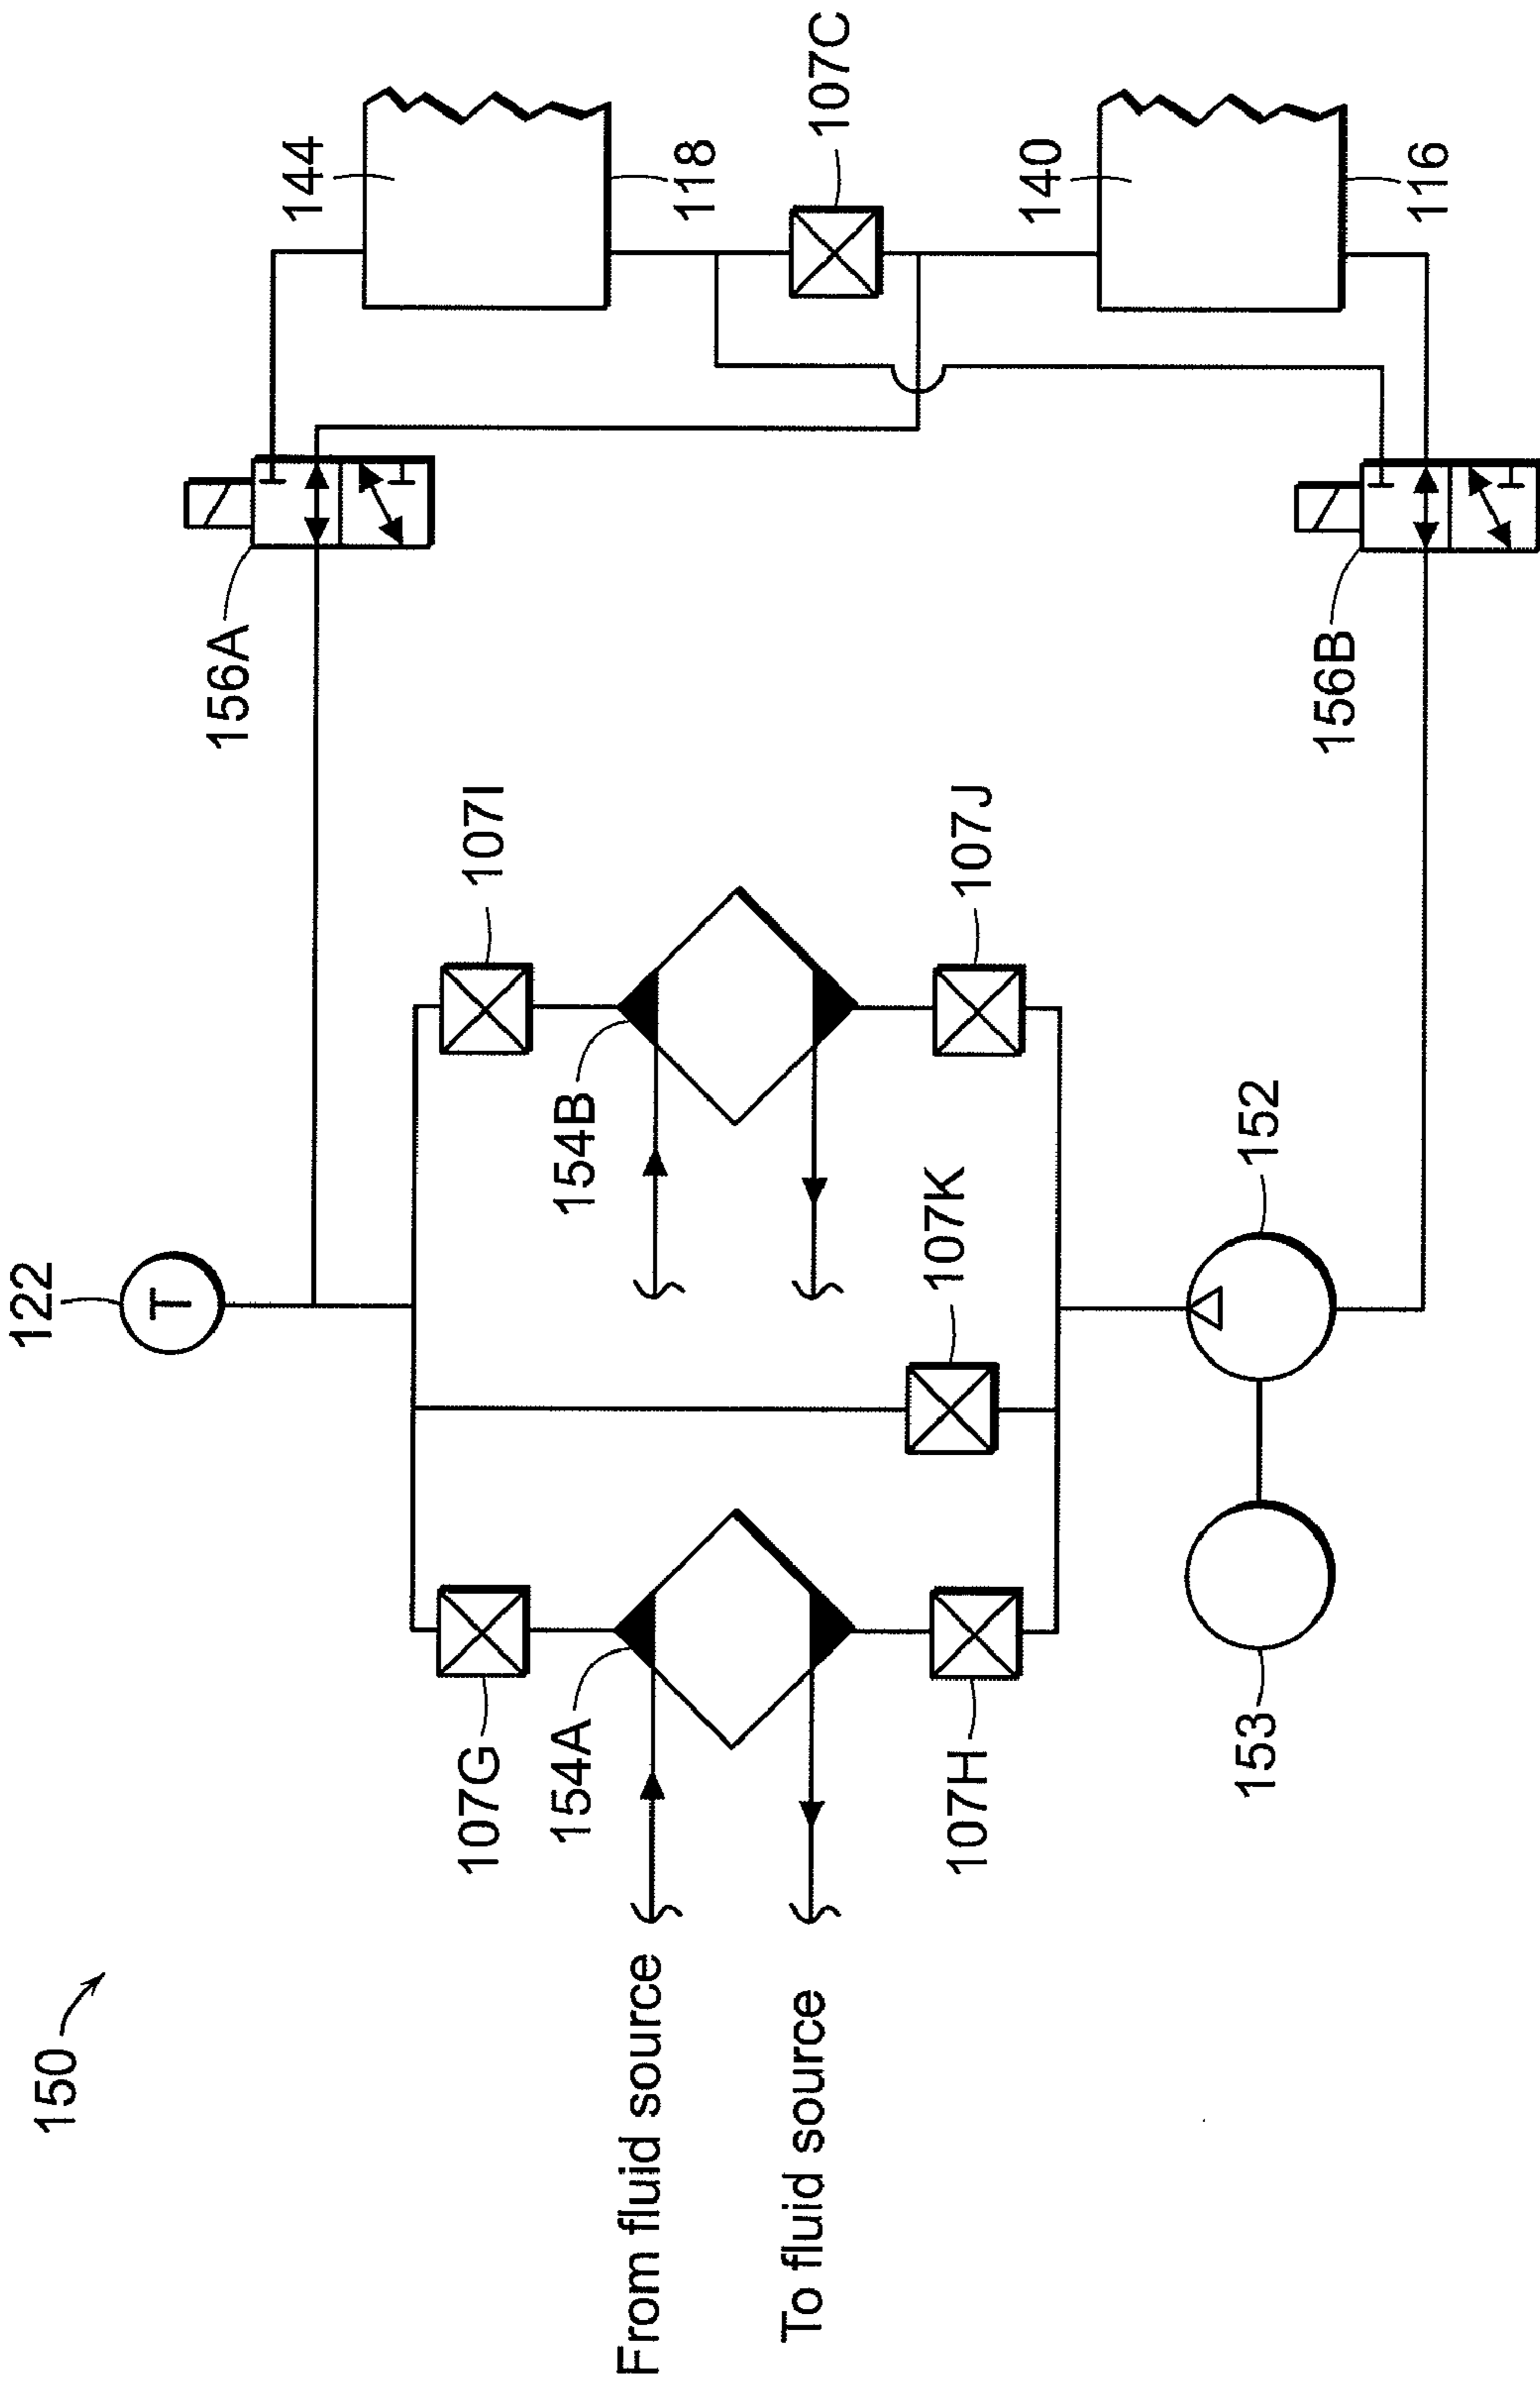 150
122
T
156A
144
118
107C
140
116
156B
107I
107J
154B
107K
152
107G
154A
107H
153
From fluid source
To fluid source